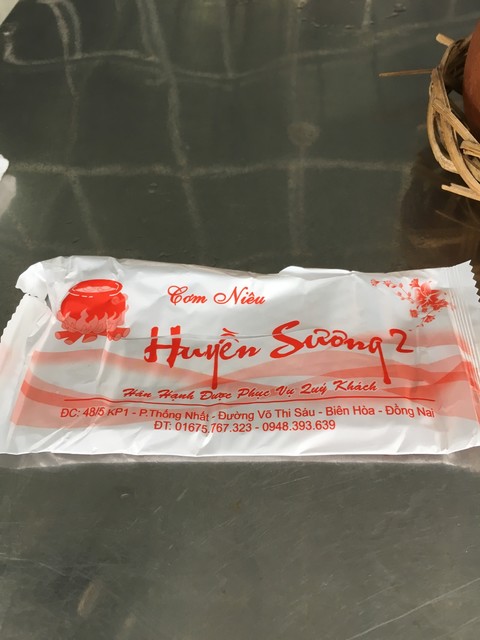 Cơm Niêu
Huyền Sương 2
Hân Hạnh Được Phục Vụ Quý Khách
ĐC: 48/5 KP1 - P.Thống Nhất - Đường Võ Thi Sáu - Biên Hòa - Đồng Nai
ĐT: 01675.767.323 - 0948.393.639